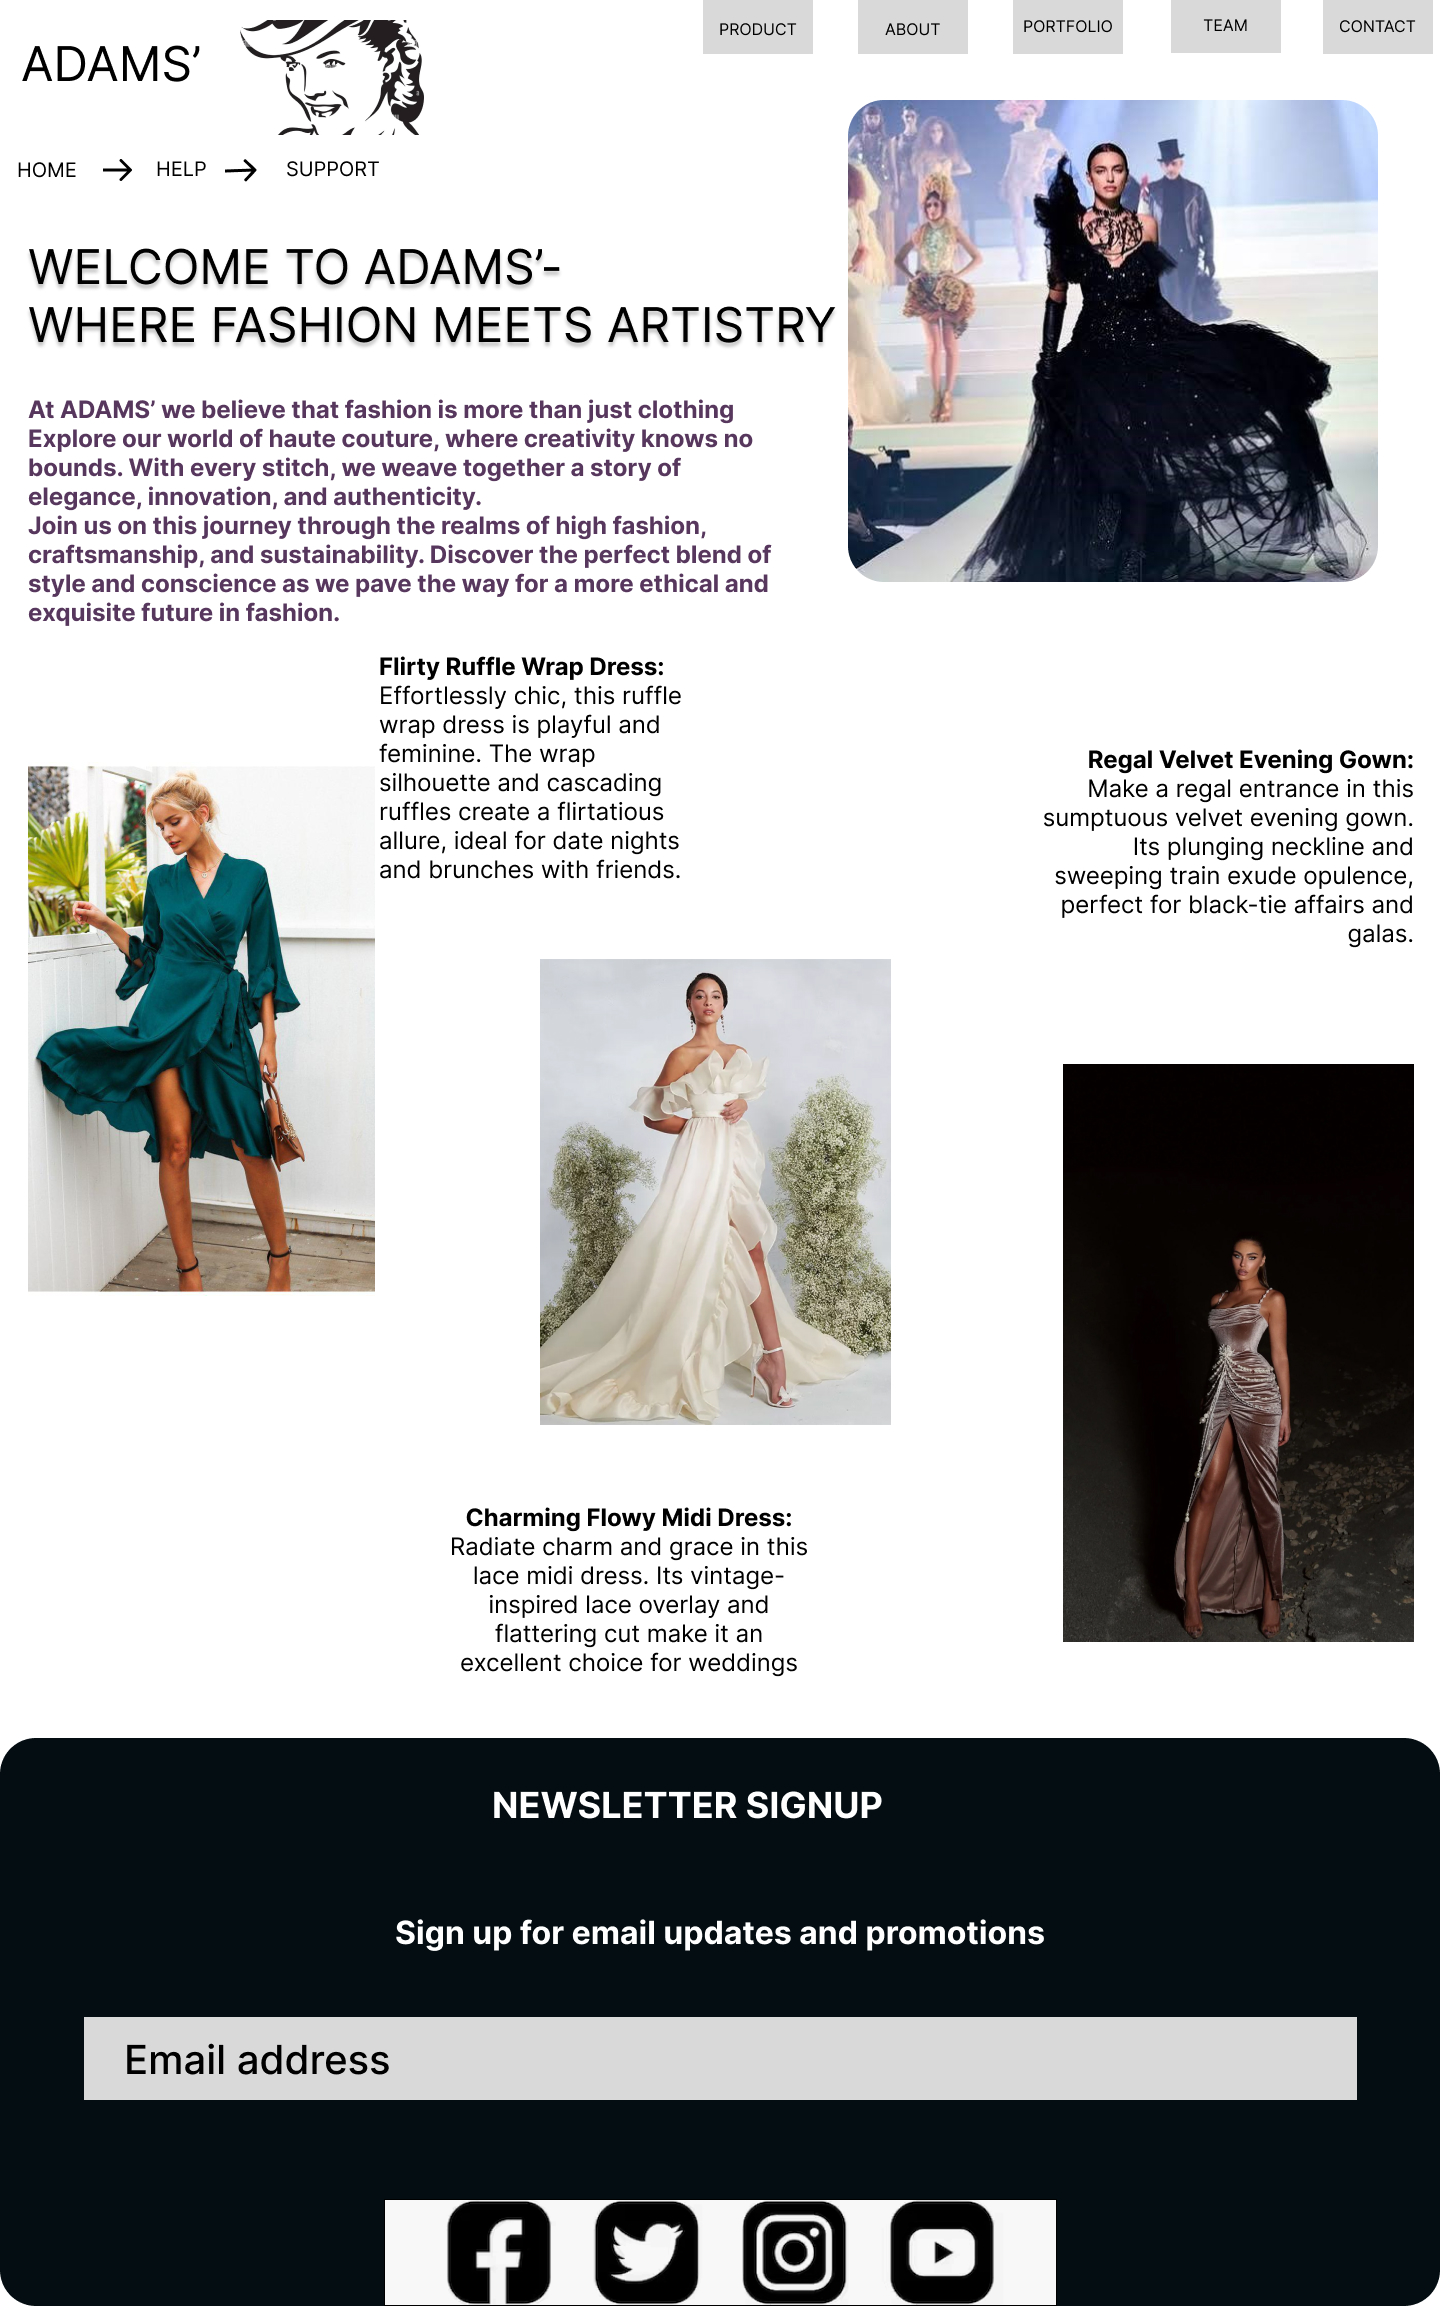 ADAMS’
PRODUCT
ABOUT
PORTFOLIO
TEAM
CONTACT
HOME
HELP
SUPPORT
WELCOME TO ADAMS’-
WHERE FASHION MEETS ARTISTRY
At ADAMS’ we believe that fashion is more than just clothing
Explore our world of haute couture, where creativity knows no
bounds. With every stitch, we weave together a story of
elegance, innovation, and authenticity.
Join us on this journey through the realms of high fashion,
craftsmanship, and sustainability. Discover the perfect blend of
style and conscience as we pave the way for a more ethical and
exquisite future in fashion.
Flirty Ruffle Wrap Dress:
Effortlessly chic, this ruffle
wrap dress is playful and
feminine. The wrap
silhouette and cascading
ruffles create a flirtatious
allure, ideal for date nights
and brunches with friends.
Regal Velvet Evening Gown:
Make a regal entrance in this
sumptuous velvet evening gown.
Its plunging neckline and
sweeping train exude opulence,
perfect for black-tie affairs and
galas.
Charming Flowy Midi Dress:
Radiate charm and grace in this
lace midi dress. Its vintage-
inspired lace overlay and
flattering cut make it an
excellent choice for weddings
NEWSLETTER SIGNUP
Sign up for email updates and promotions
Email address